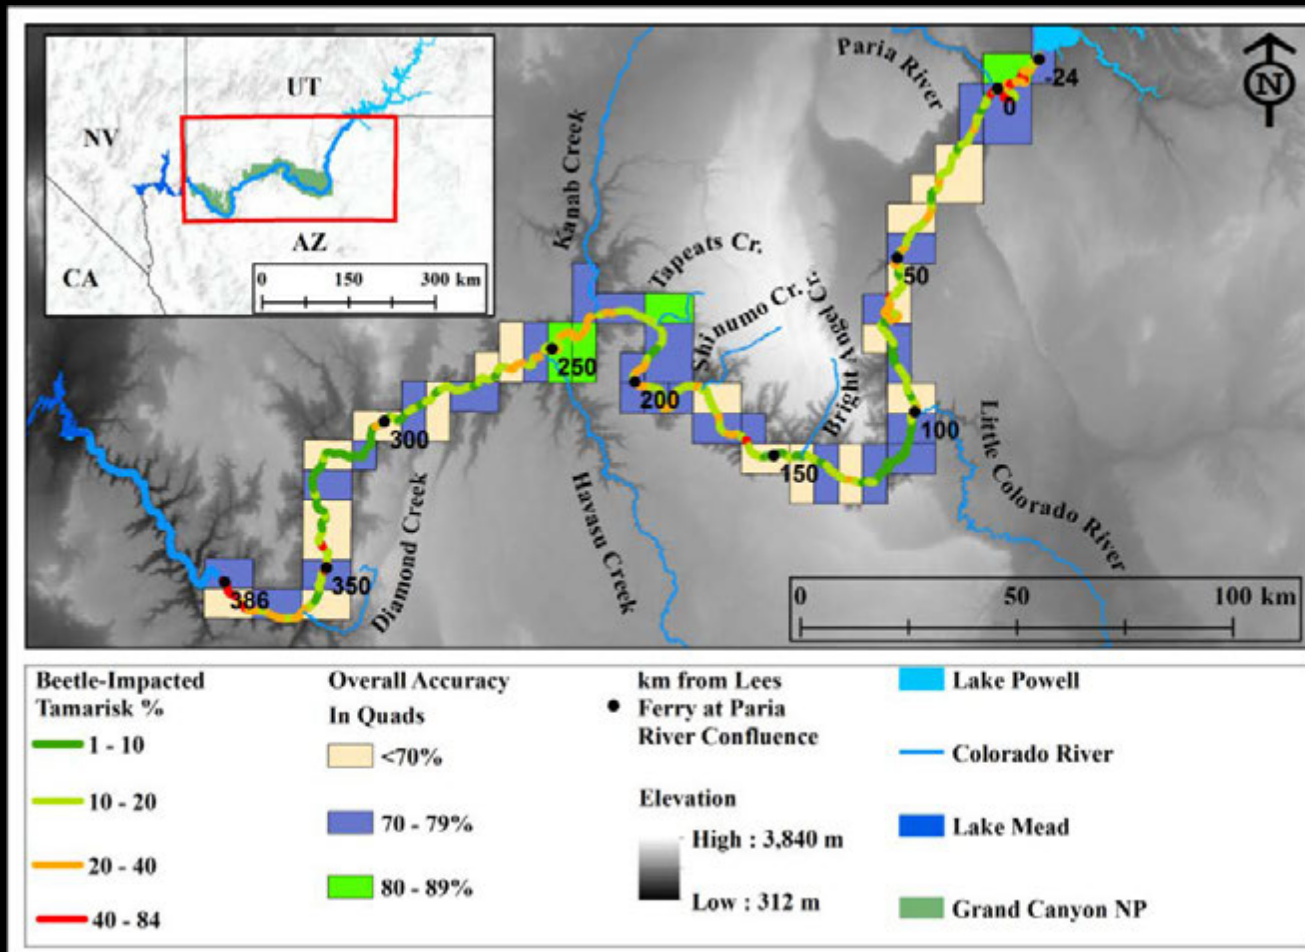 UT
NV
AZ
CA
0 150 300 km
Paria River
-24
0
N
Kanab Creek
Tapeats Cr.
Shinumo Cr.
Bright Angel Cr.
50
250
200
100
150
300
Little Colorado River
Havasu Creek
Diamond Creek
350
386
0 50 100 km
Beetle-Impacted
Tamarisk %
1 - 10
10 - 20
20 - 40
40 - 84
Overall Accuracy
In Quads
<70%
70 - 79%
80 - 89%
km from Lees
Ferry at Paria
River Confluence
Elevation
High : 3,840 m
Low : 312 m
Lake Powell
Colorado River
Lake Mead
Grand Canyon NP